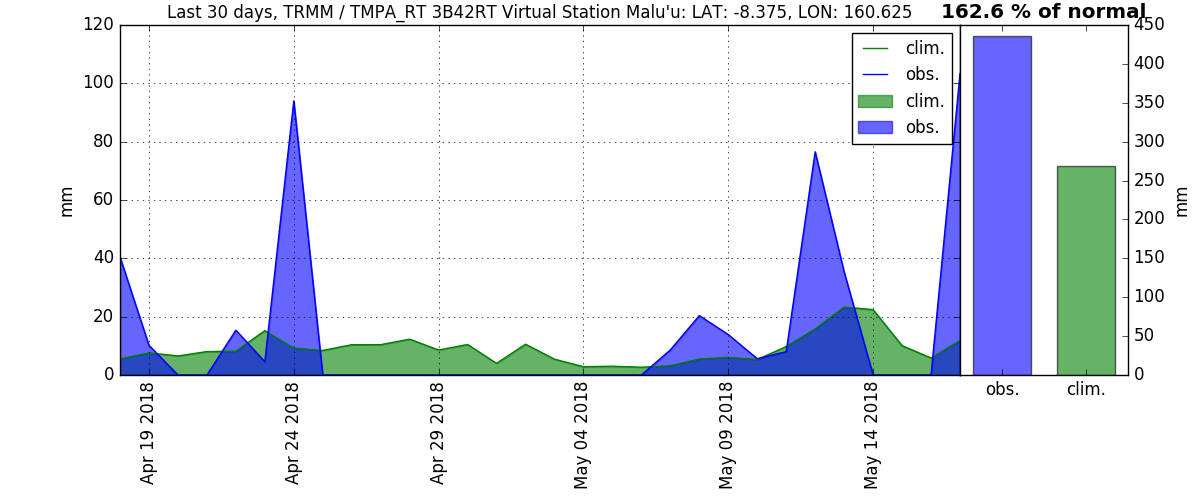 Last 30 days, TRMM / TMPA_RT 3B42RT Virtual Station Malu'u: LAT: -8.375, LON: 160.625
162.6 % of normal
120
100
80
60
40
20
0
mm
clim.
obs.
clim.
obs.
450
400
350
300
250
200
150
100
50
0
mm
Apr 19 2018
Apr 24 2018
Apr 29 2018
May 04 2018
May 09 2018
May 14 2018
obs.
clim.